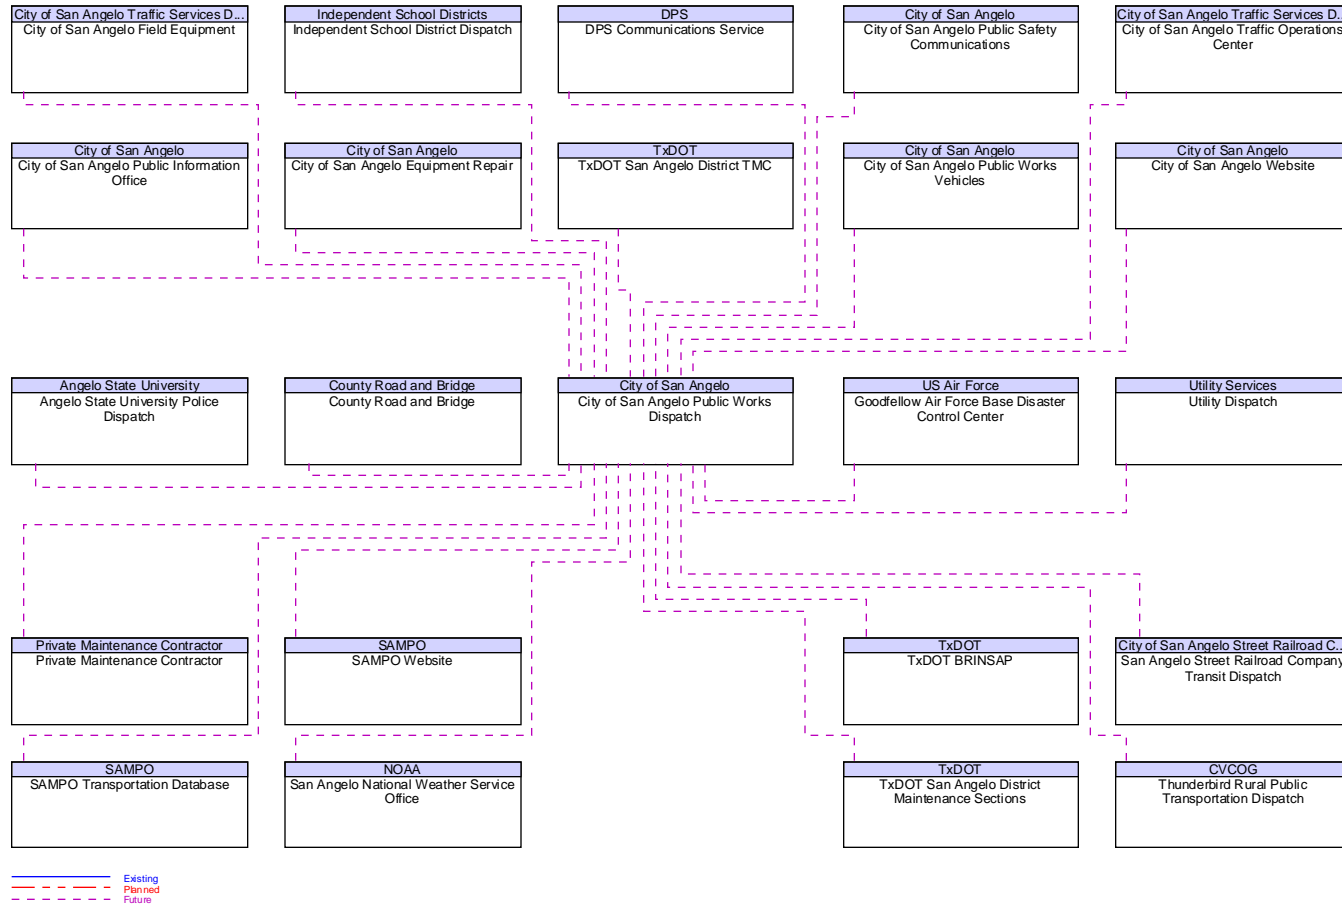 City of San Angelo Traffic Services D...
City of San Angelo Field Equipment
Independent School Districts
Independent School District Dispatch
DPS
DPS Communications Service
City of San Angelo
City of San Angelo Public Safety
Communications
City of San Angelo Traffic Services D...
City of San Angelo Traffic Operations
Center
City of San Angelo
City of San Angelo Public Information
Office
City of San Angelo
City of San Angelo Equipment Repair
TxDOT
TxDOT San Angelo District TMC
City of San Angelo
City of San Angelo Public Works
Vehicles
City of San Angelo
City of San Angelo Website
Angelo State University
Angelo State University Police
Dispatch
County Road and Bridge
County Road and Bridge
City of San Angelo
City of San Angelo Public Works
Dispatch
US Air Force
Goodfellow Air Force Base Disaster
Control Center
Utility Services
Utility Dispatch
Private Maintenance Contractor
Private Maintenance Contractor
SAMPO
SAMPO Website
TxDOT
TxDOT BRINSAP
City of San Angelo Street Railroad C...
San Angelo Street Railroad Company
Transit Dispatch
SAMPO
SAMPO Transportation Database
NOAA
San Angelo National Weather Service
Office
TxDOT
TxDOT San Angelo District
Maintenance Sections
CVCOG
Thunderbird Rural Public
Transportation Dispatch
Existing
Planned
Future